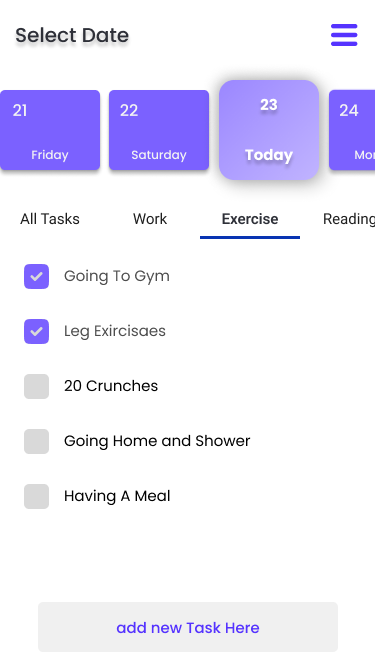 Select Date
21
Friday
22
Saturday
23
Today
24
Mon
All Tasks
Work
Exercise
Reading
Going To Gym
Leg Exircisaes
20 Crunches
Going Home and Shower
Having A Meal
add new Task Here